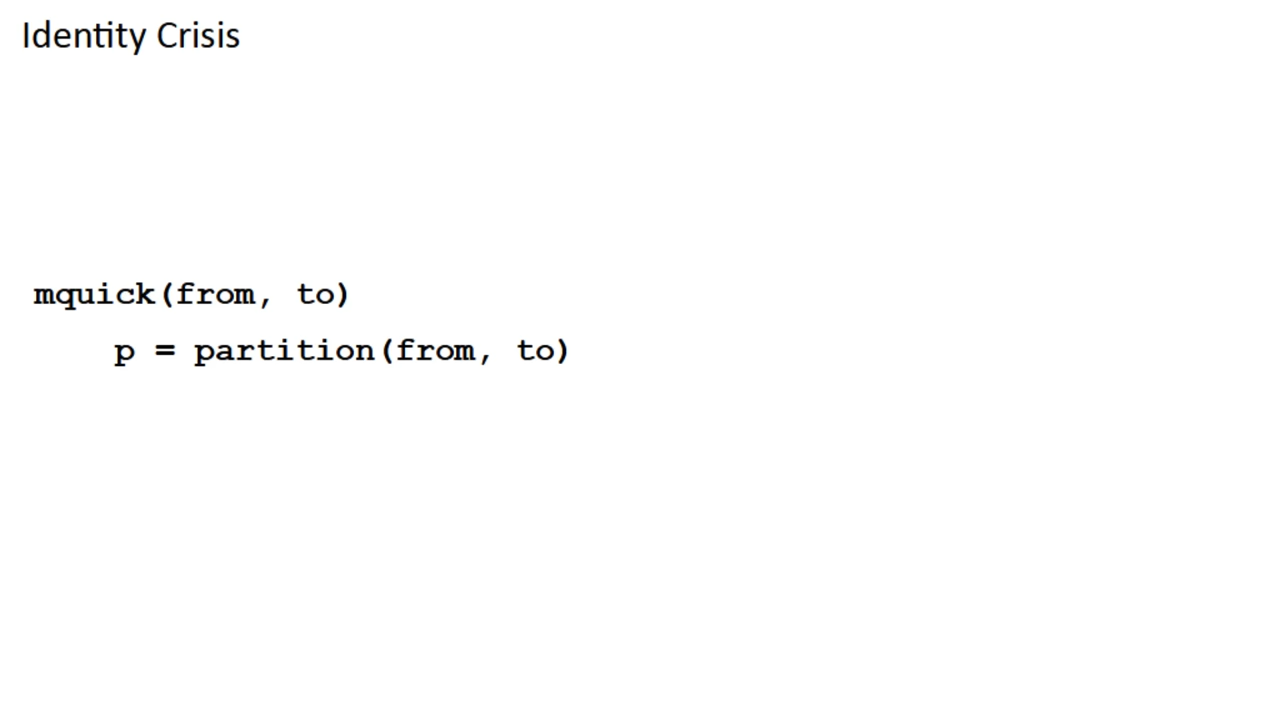 Identity Crisis
mquick(from, to)
p = partition(from, to)